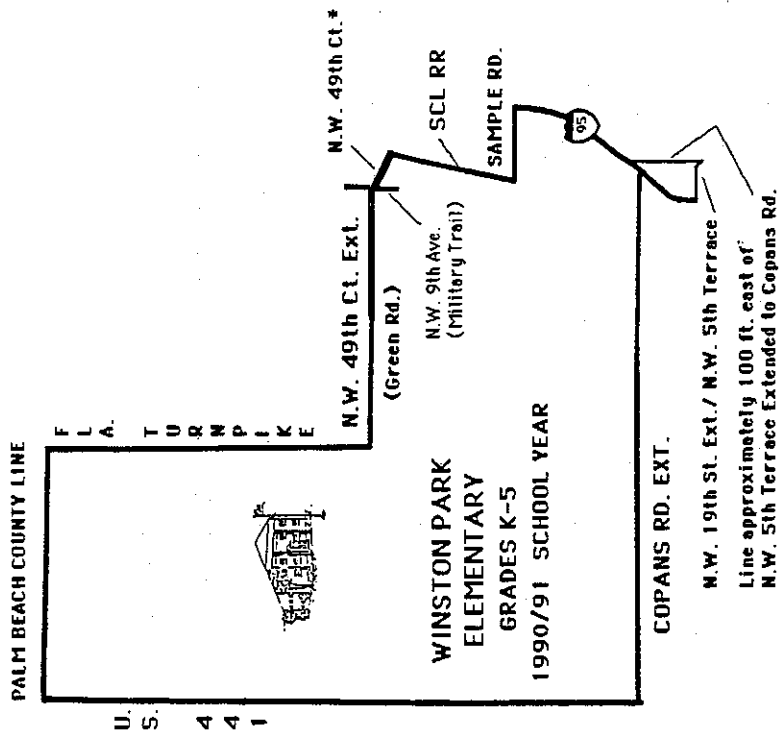 PALM BEACH COUNTY LINE
U.S. 441
FLA. TURNPIKE
N.W. 49th Ct. Ext.
(Green Rd.)
N.W. 49th Ct.*
N.W. 9th Ave.
(Military Trail)
SCL RR
SAMPLE RD.
95
WINSTON PARK
ELEMENTARY
GRADES K-5
1990/91 SCHOOL YEAR
COPANS RD. EXT.
N.W. 19th St. Ext./ N.W. 5th Terrace
Line approximately 100 ft. east of
N.W. 5th Terrace Extended to Copans Rd.